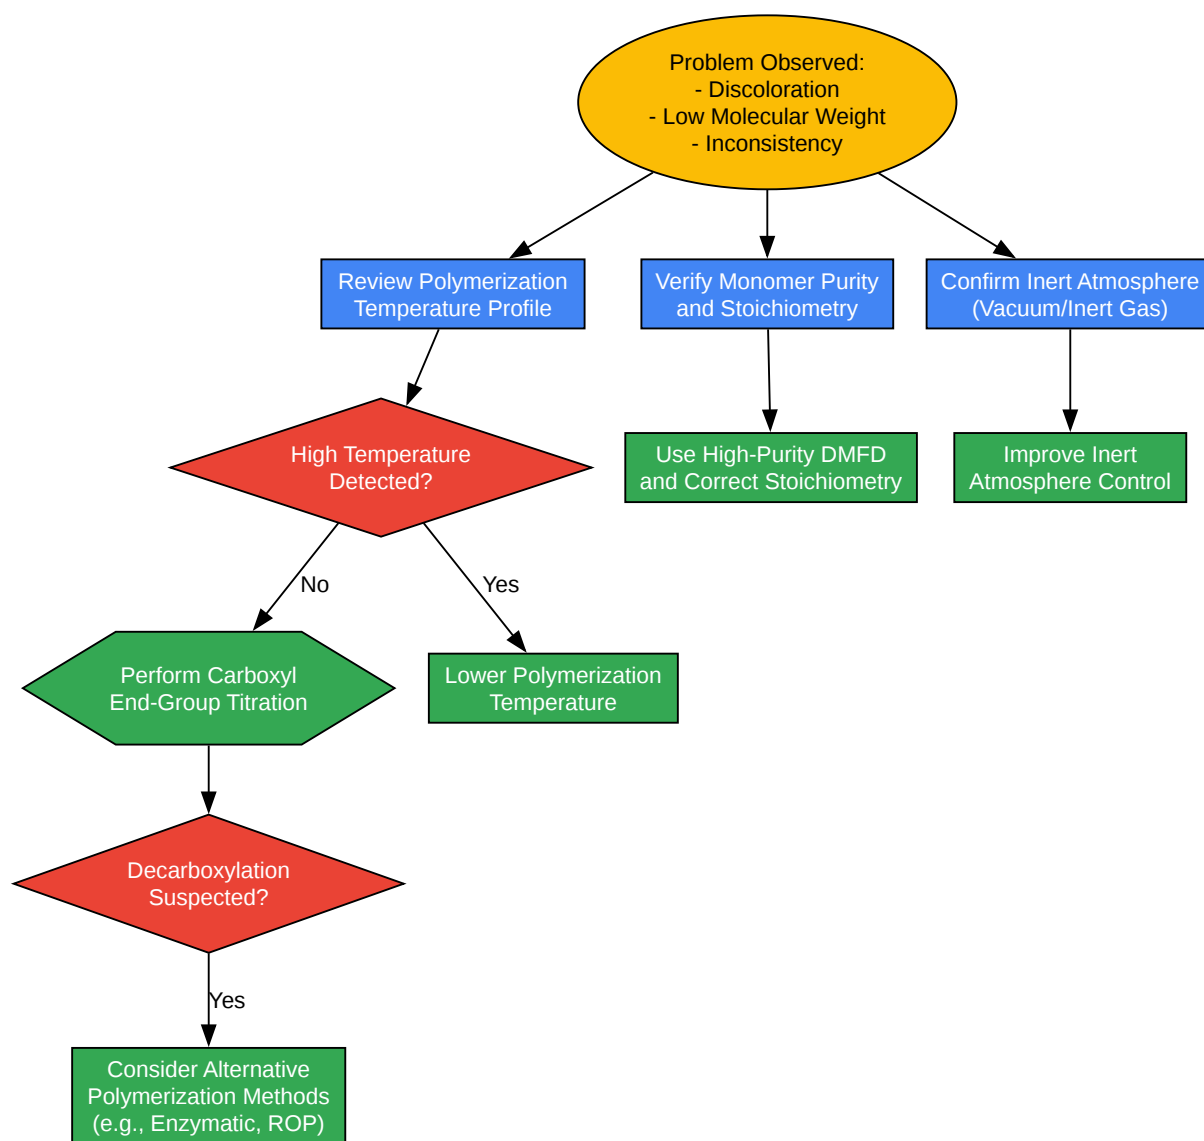 Problem Observed:
- Discoloration
- Low Molecular Weight
- Inconsistency
Review Polymerization
Temperature Profile
Verify Monomer Purity
and Stoichiometry
Confirm Inert Atmosphere
(Vacuum/Inert Gas)
High Temperature
Detected?
Use High-Purity DMFD
and Correct Stoichiometry
Improve Inert
Atmosphere Control
No
Yes
Perform Carboxyl
End-Group Titration
Lower Polymerization
Temperature
Decarboxylation
Suspected?
Yes
Consider Alternative
Polymerization Methods
(e.g., Enzymatic, ROP)